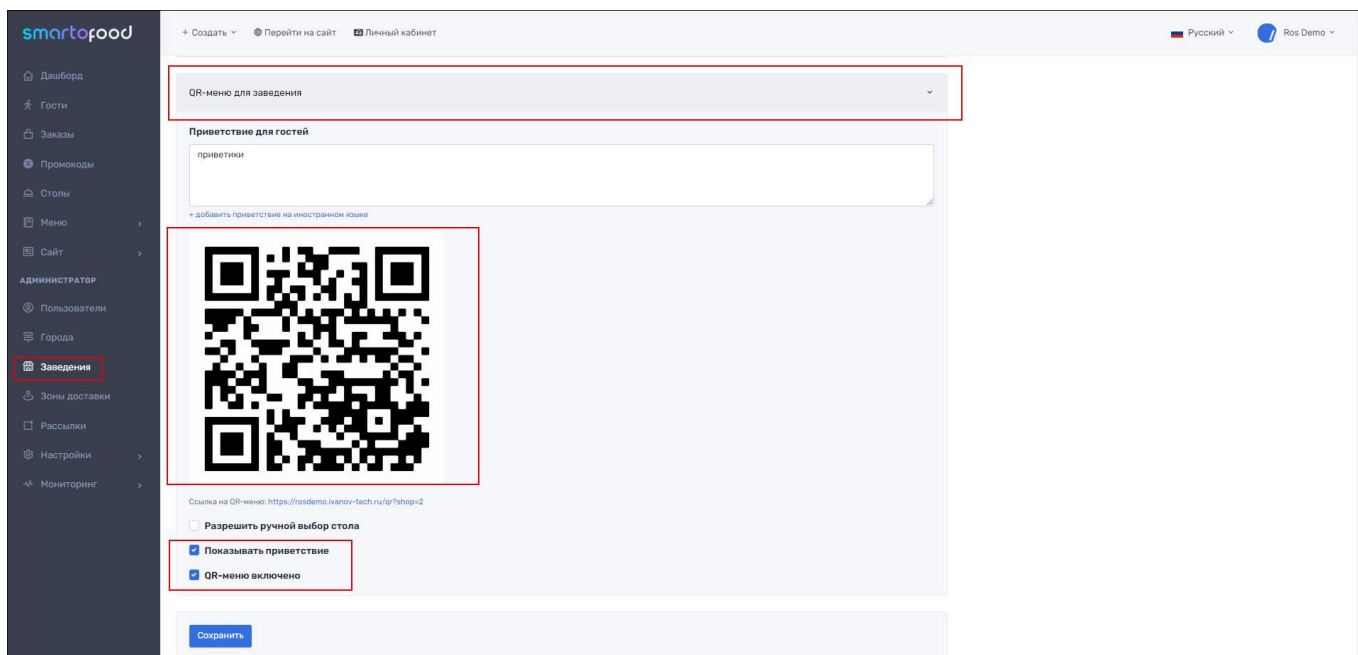 smartofood
+ Создать
Перейти на сайт
Личный кабинет
Русский
Ros Demo
Дашборд
Гости
Заказы
Промокоды
Столы
Меню
Сайт
АДМИНИСТРАТОР
Пользователи
Города
Заведения
Зоны доставки
Рассылки
Настройки
Мониторинг
QR-меню для заведения
Приветствие для гостей
приветики
+ добавить приветствие на иностранном языке
Ссылка на QR-меню: https://rosdemo.ivanov-tech.ru/qr?shop=2
Разрешить ручной выбор стола
Показывать приветствие
QR-меню включено
Сохранить